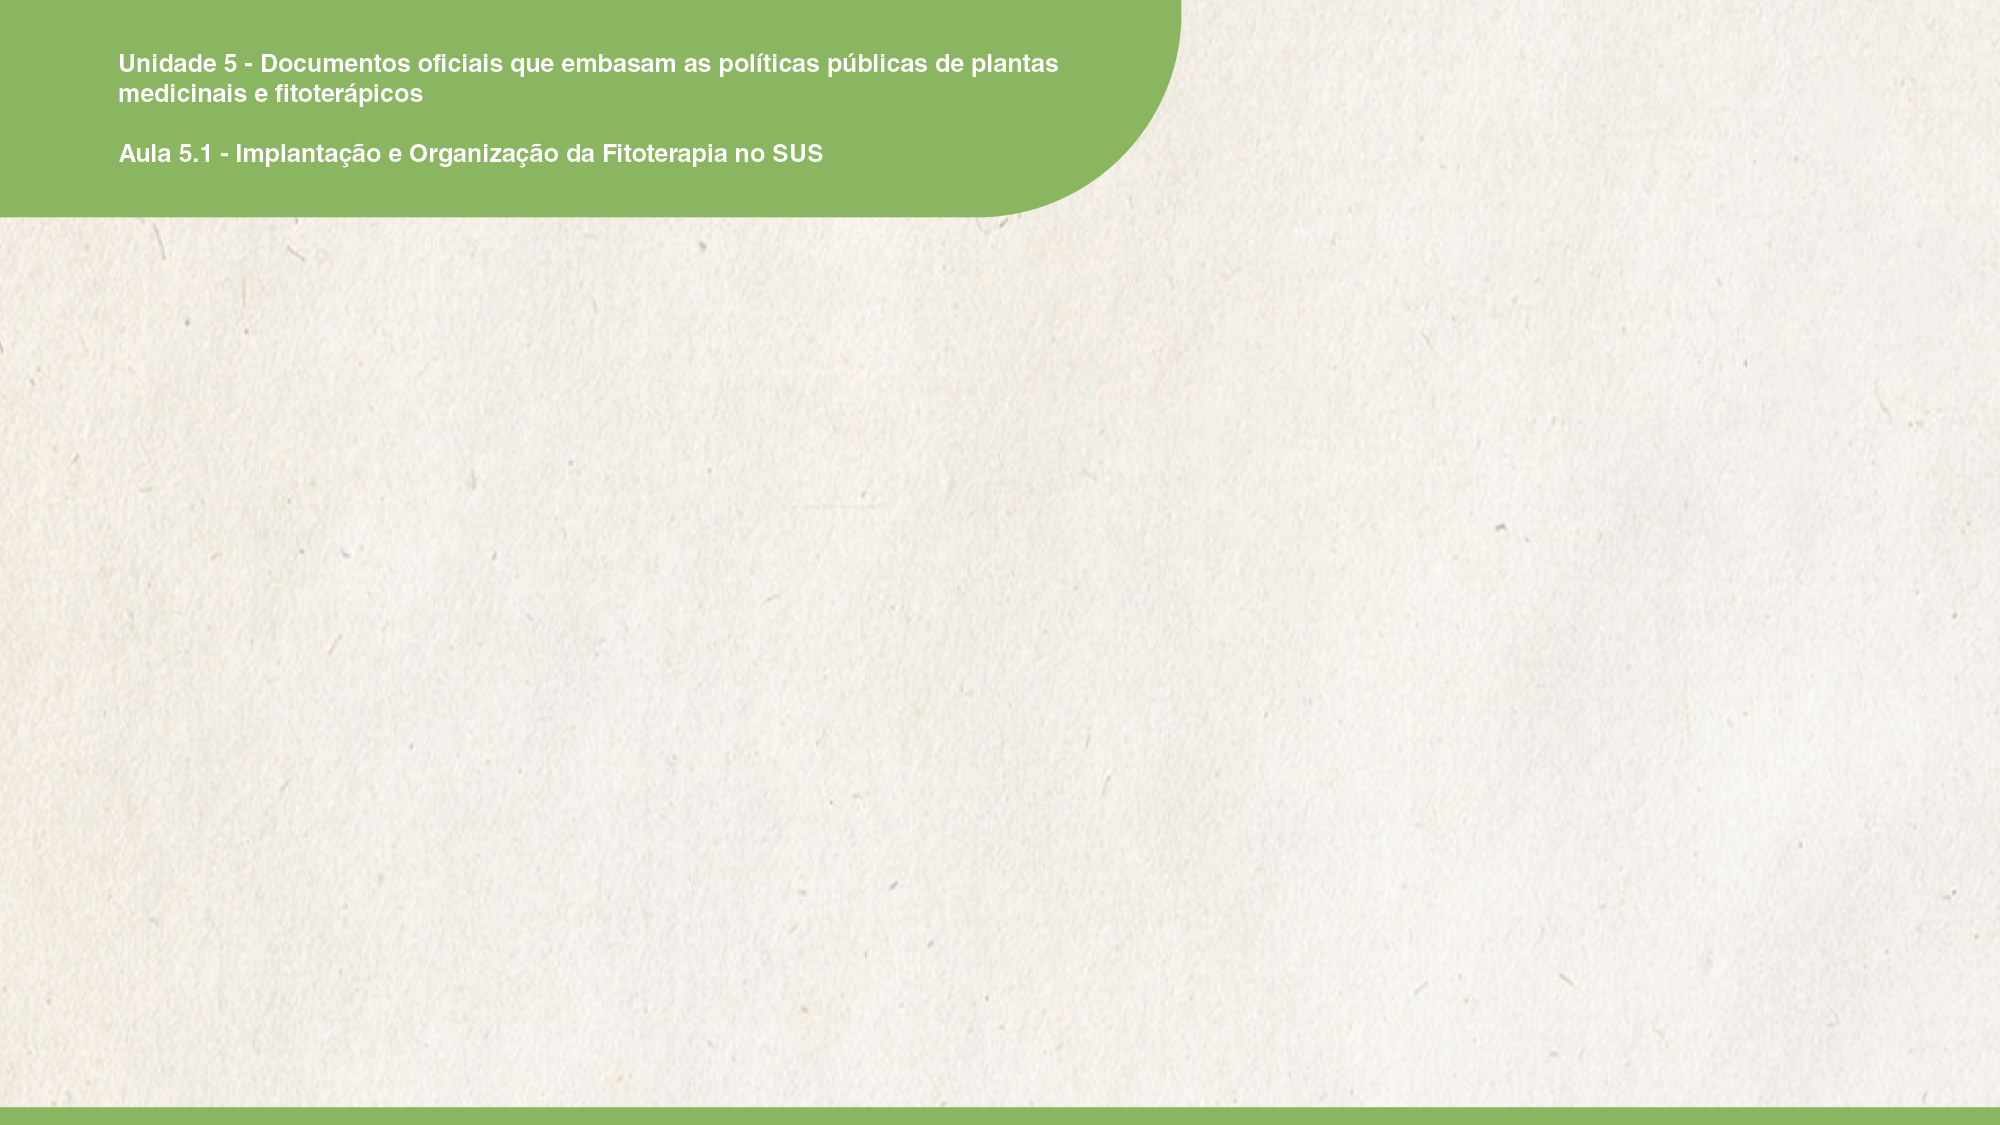 Unidade 5 - Documentos oficiais que embasam as políticas públicas de plantas
medicinais e fitoterápicos
Aula 5.1 - Implantação e Organização da Fitoterapia no SUS